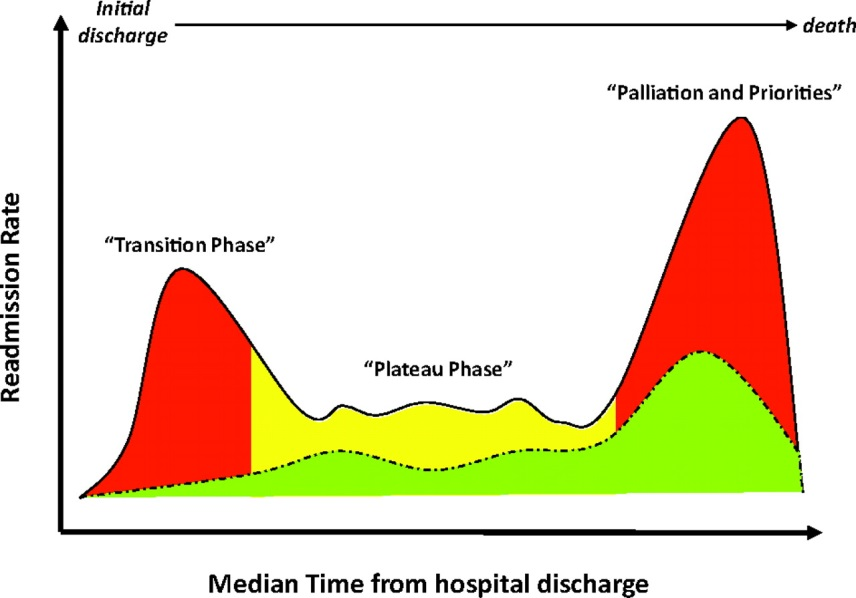 Initial
discharge
death
“Palliation and Priorities”
“Transition Phase”
“Plateau Phase”
Readmission Rate
Median Time from hospital discharge